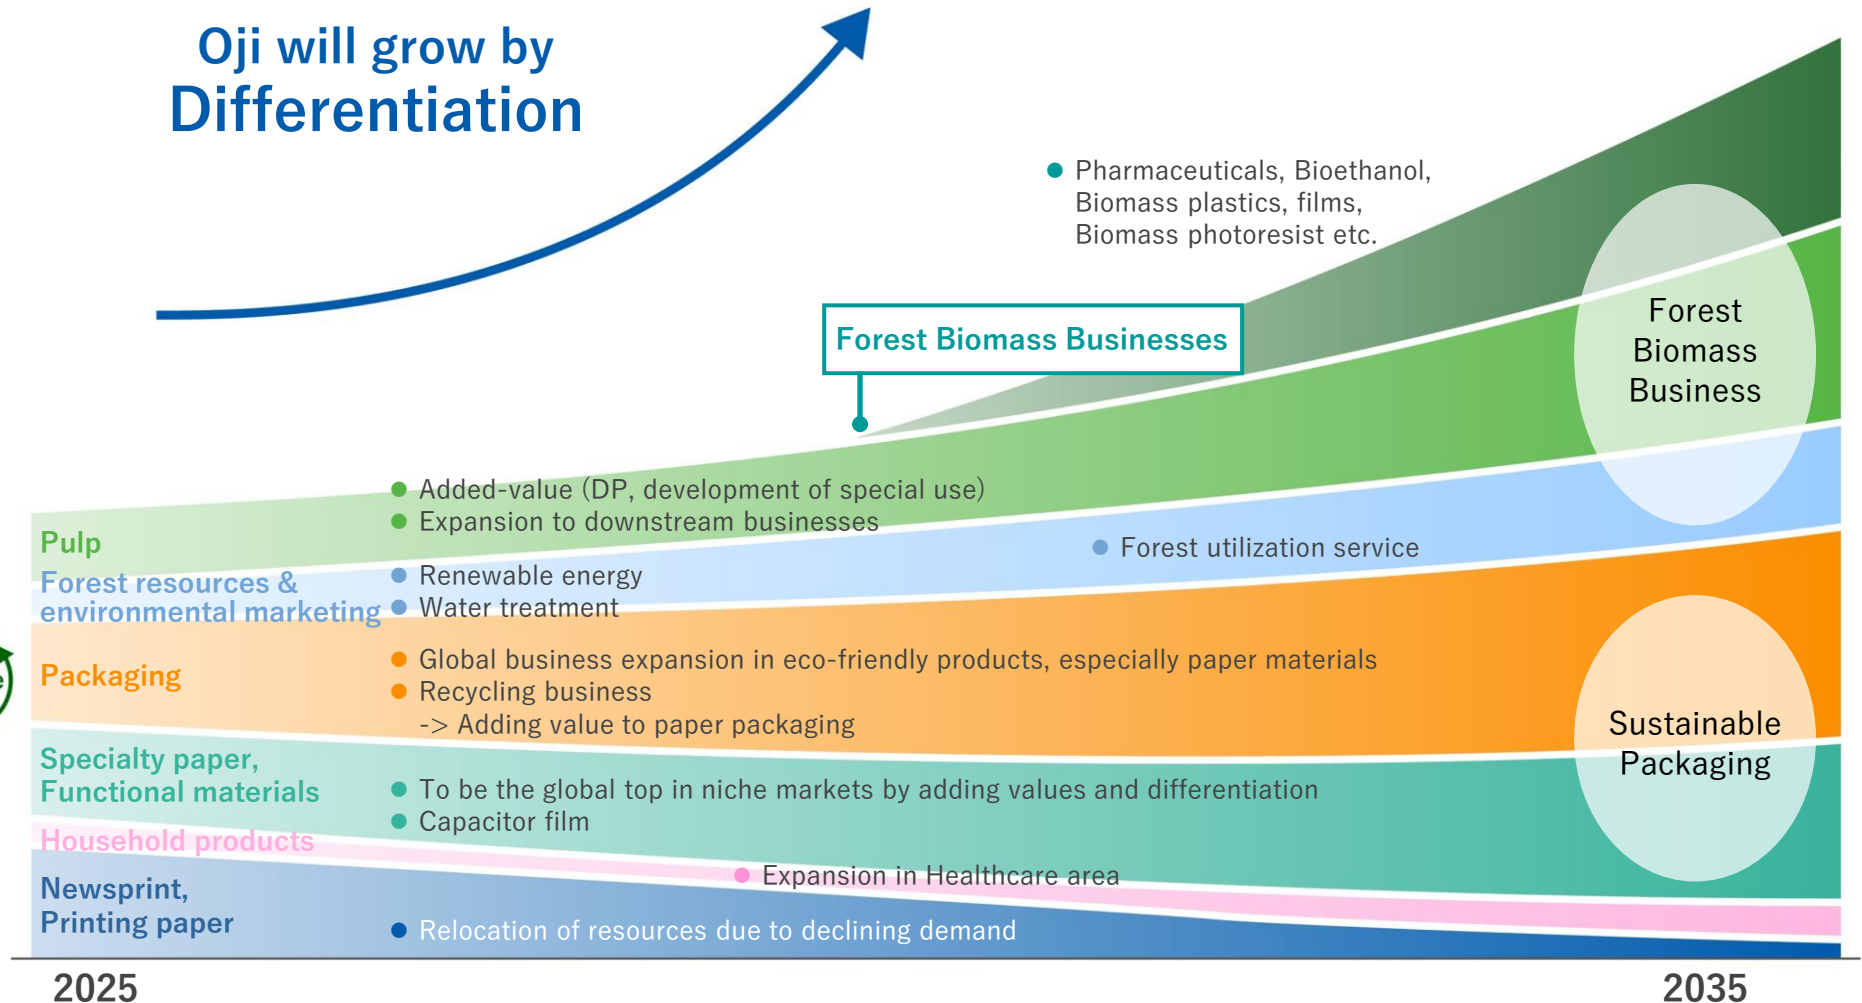 Oji will grow by
Differentiation
● Pharmaceuticals, Bioethanol,
Biomass plastics, films,
Biomass photoresist etc.
Forest Biomass Businesses
Forest
Biomass
Business
Pulp
● Added-value (DP, development of special use)
● Expansion to downstream businesses
Forest resources &
environmental marketing
● Renewable energy
● Water treatment
● Forest utilization service
Packaging
● Global business expansion in eco-friendly products, especially paper materials
● Recycling business
-> Adding value to paper packaging
Sustainable
Packaging
Specialty paper,
Functional materials
● To be the global top in niche markets by adding values and differentiation
● Capacitor film
Household products
● Expansion in Healthcare area
Newsprint,
Printing paper
● Relocation of resources due to declining demand
2025
2035